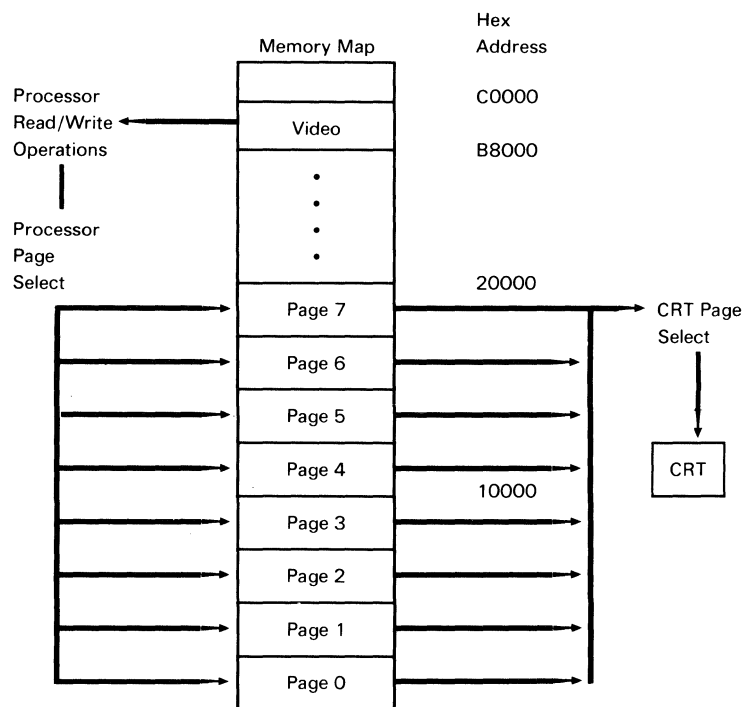 Hex
Address
Memory Map
Processor
Read/Write
Operations
C0000
Video
B8000
Processor
Page
Select
20000
Page 7
CRT Page
Select
Page 6
Page 5
Page 4
CRT
10000
Page 3
Page 2
Page 1
Page 0